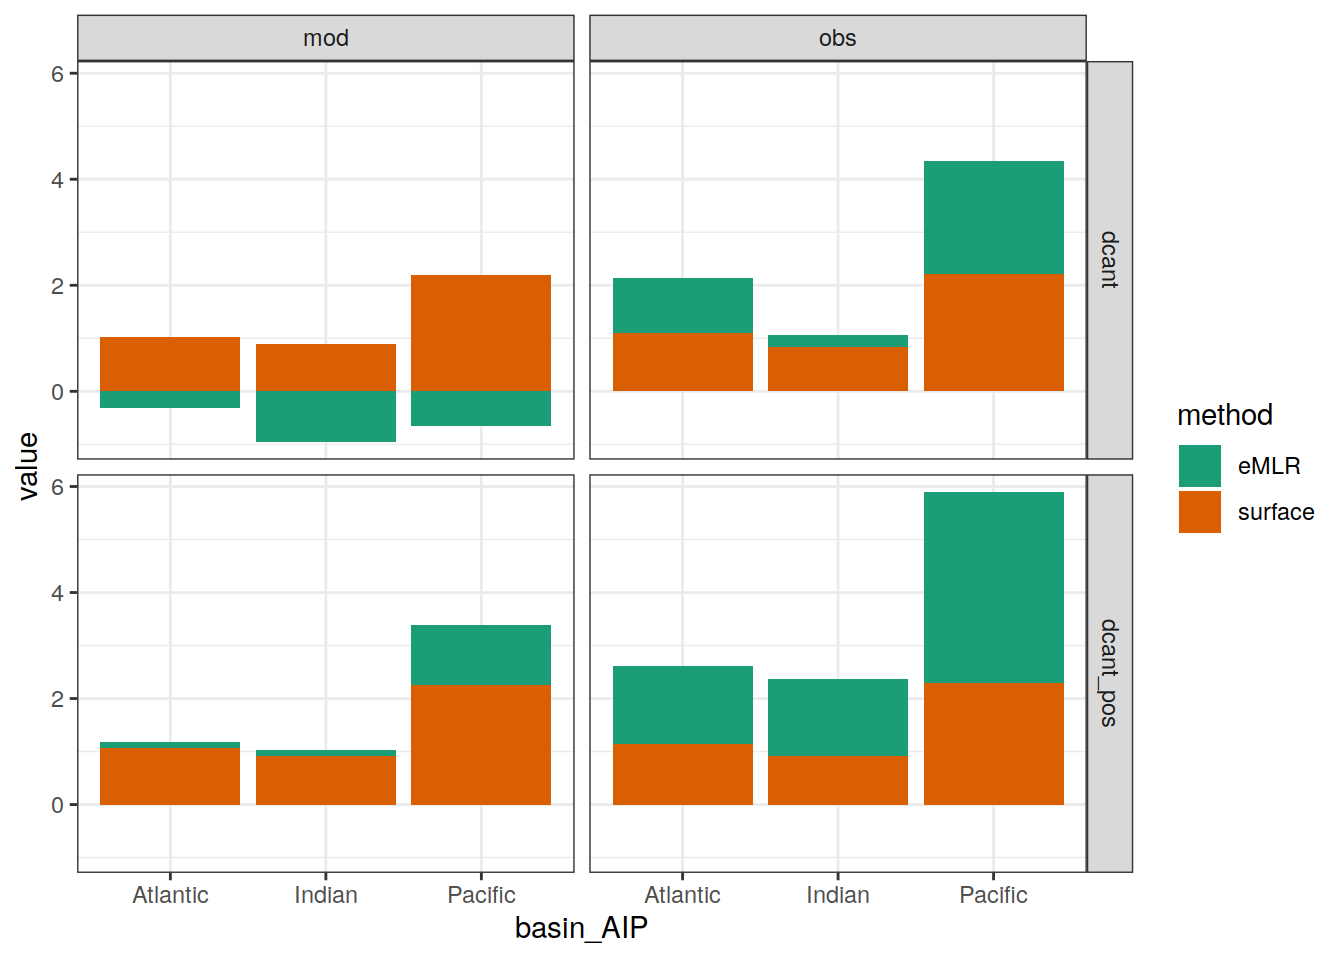 mod
obs
6
4
2
0
dcant
6
4
2
0
dcant_pos
value
Atlantic
Indian
Pacific
Atlantic
Indian
Pacific
basin_AIP
method
eMLR
surface